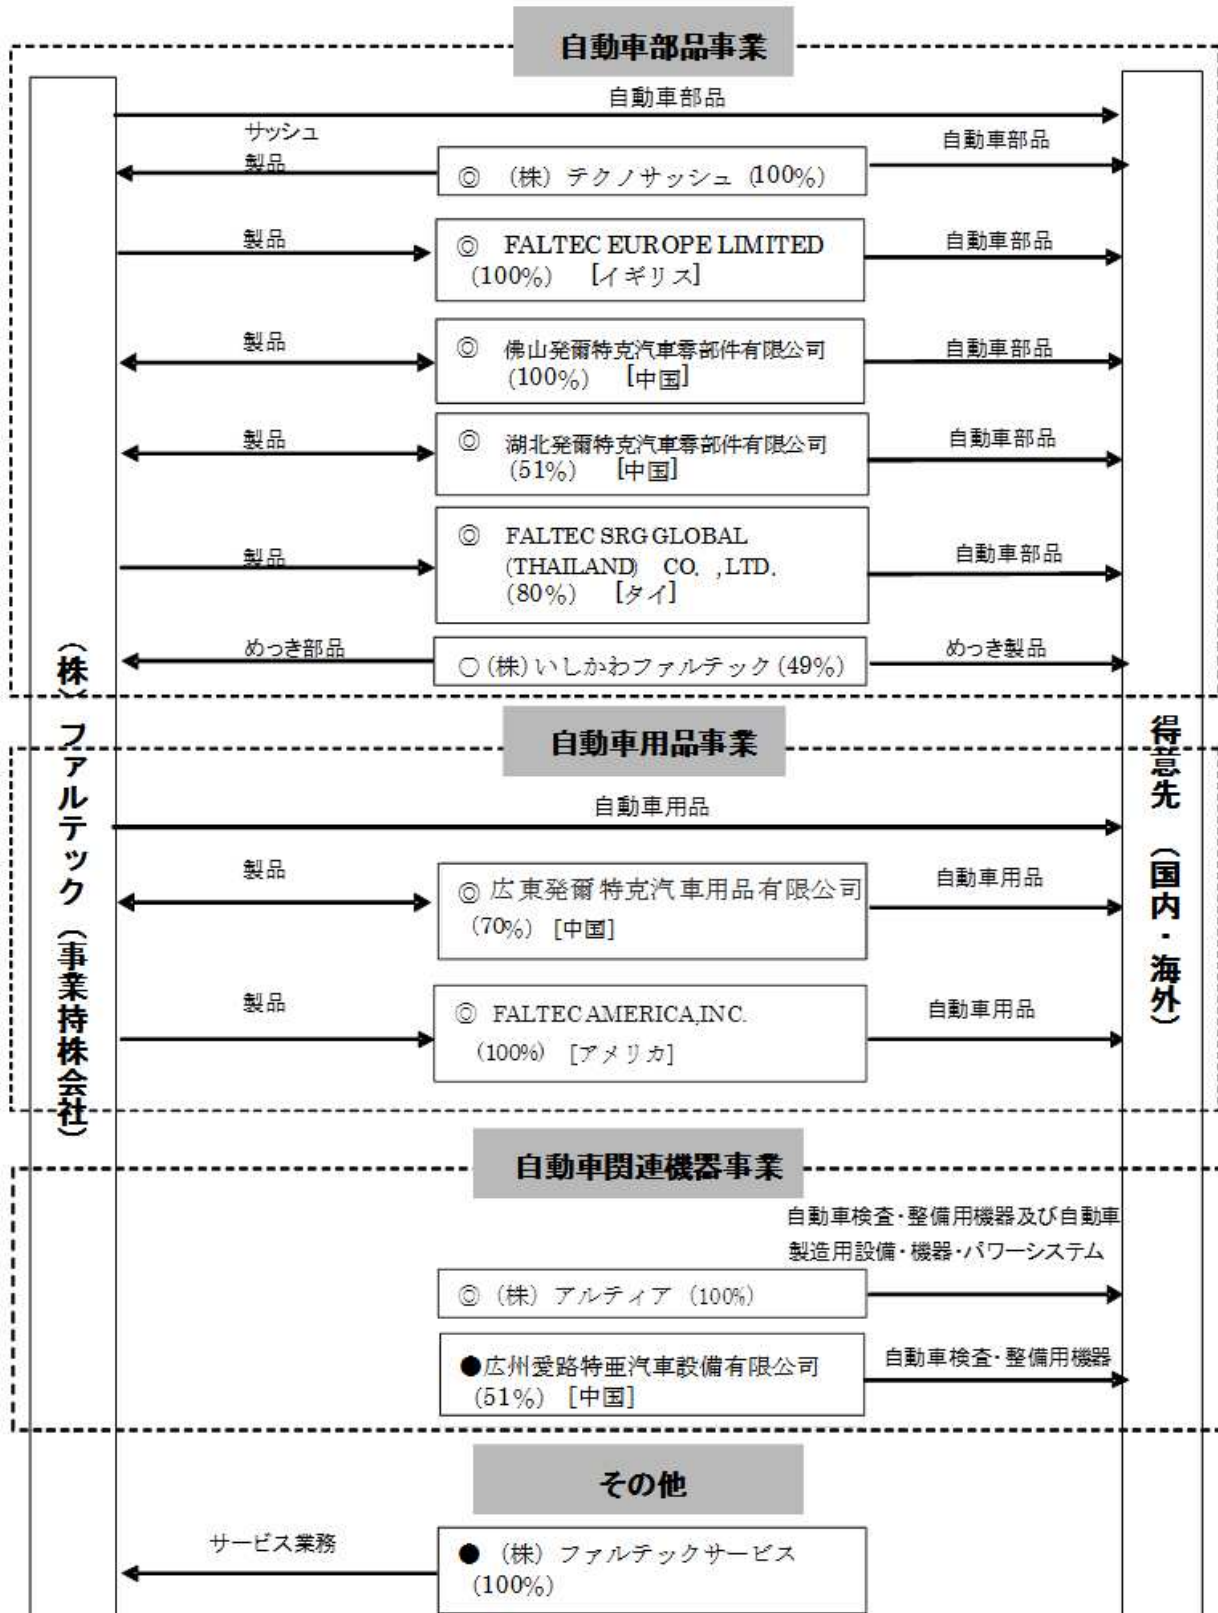 自動車部品事業
自動車部品
サッシュ
製品
◎ （株）テクノサッシュ (100%)
自動車部品
製品
◎ FALTEC EUROPE LIMITED
(100%) [イギリス]
自動車部品
製品
◎ 佛山発爾特克汽車零部件有限公司
(100%) [中国]
自動車部品
製品
◎ 湖北発爾特克汽車零部件有限公司
(51%) [中国]
自動車部品
製品
◎ FALTEC SRG GLOBAL
(THAILAND) CO. ,LTD.
(80%) [タイ]
自動車部品
めっき部品
○(株)いしかわファルテック(49%)
めっき製品
（株）ファルテック（事業持株会社）
得意先（国内・海外）
自動車用品事業
自動車用品
製品
◎ 広東発爾特克汽車用品有限公司
(70%) [中国]
自動車用品
製品
◎ FALTEC AMERICA,INC.
(100%) [アメリカ]
自動車用品
自動車関連機器事業
自動車検査・整備用機器及び自動車
製造用設備・機器・パワーシステム
◎（株）アルティア (100%)
●広州愛路特亜汽車設備有限公司
(51%) [中国]
自動車検査・整備用機器
その他
サービス業務
● （株）ファルテックサービス
(100%)